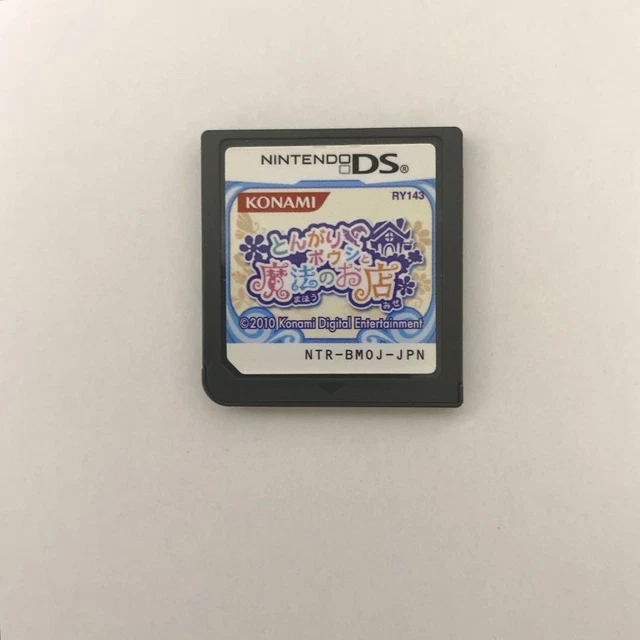 NINTENDO DS®
KONAMI
RY143
とんがり
ボウシと
魔法のお店
まほう
みせ
©2010 Konami Digital Entertainment
NTR-BMOJ-JPN